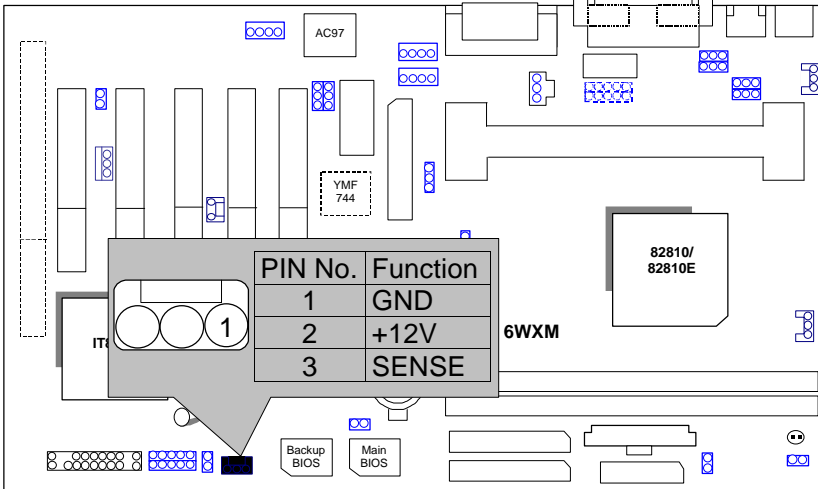 AC97
YMF
744
82810/
82810E
PIN No. Function
1 GND
2 +12V
3 SENSE
1
6WXM
IT8
Backup
BIOS
Main
BIOS